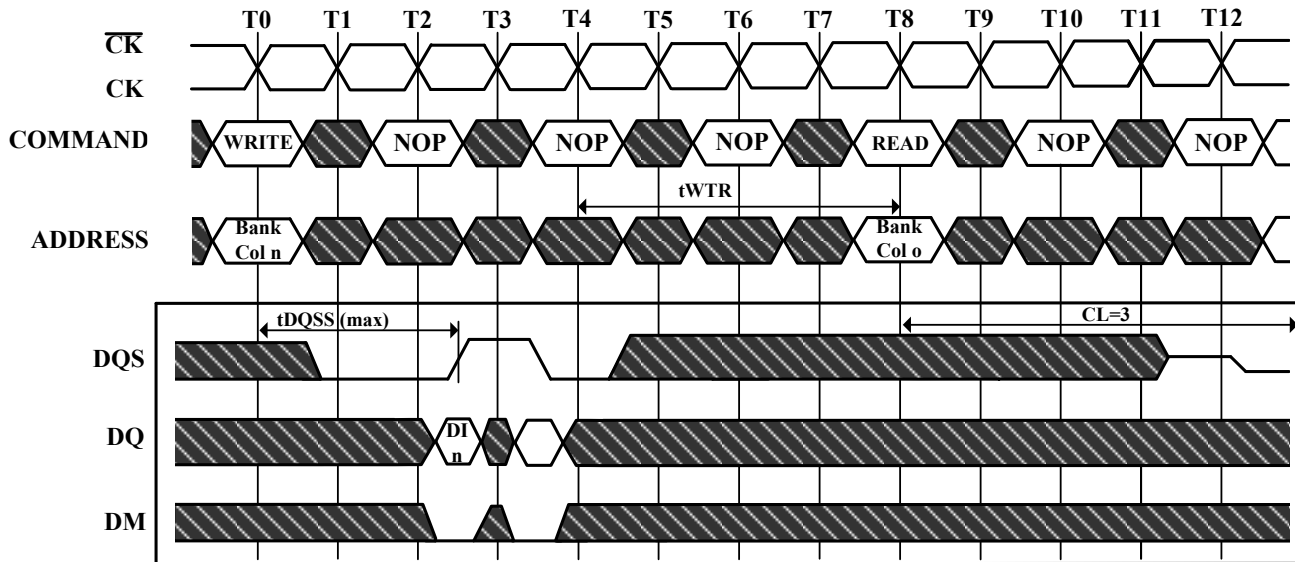 T0 T1 T2 T3 T4 T5 T6 T7 T8 T9 T10 T11 T12
CK
CK
COMMAND WRITE NOP NOP NOP READ NOP NOP
tWTR
ADDRESS Bank Col n Bank Col o
tDQSS (max) CL=3
DQS
DQ DI n
DM